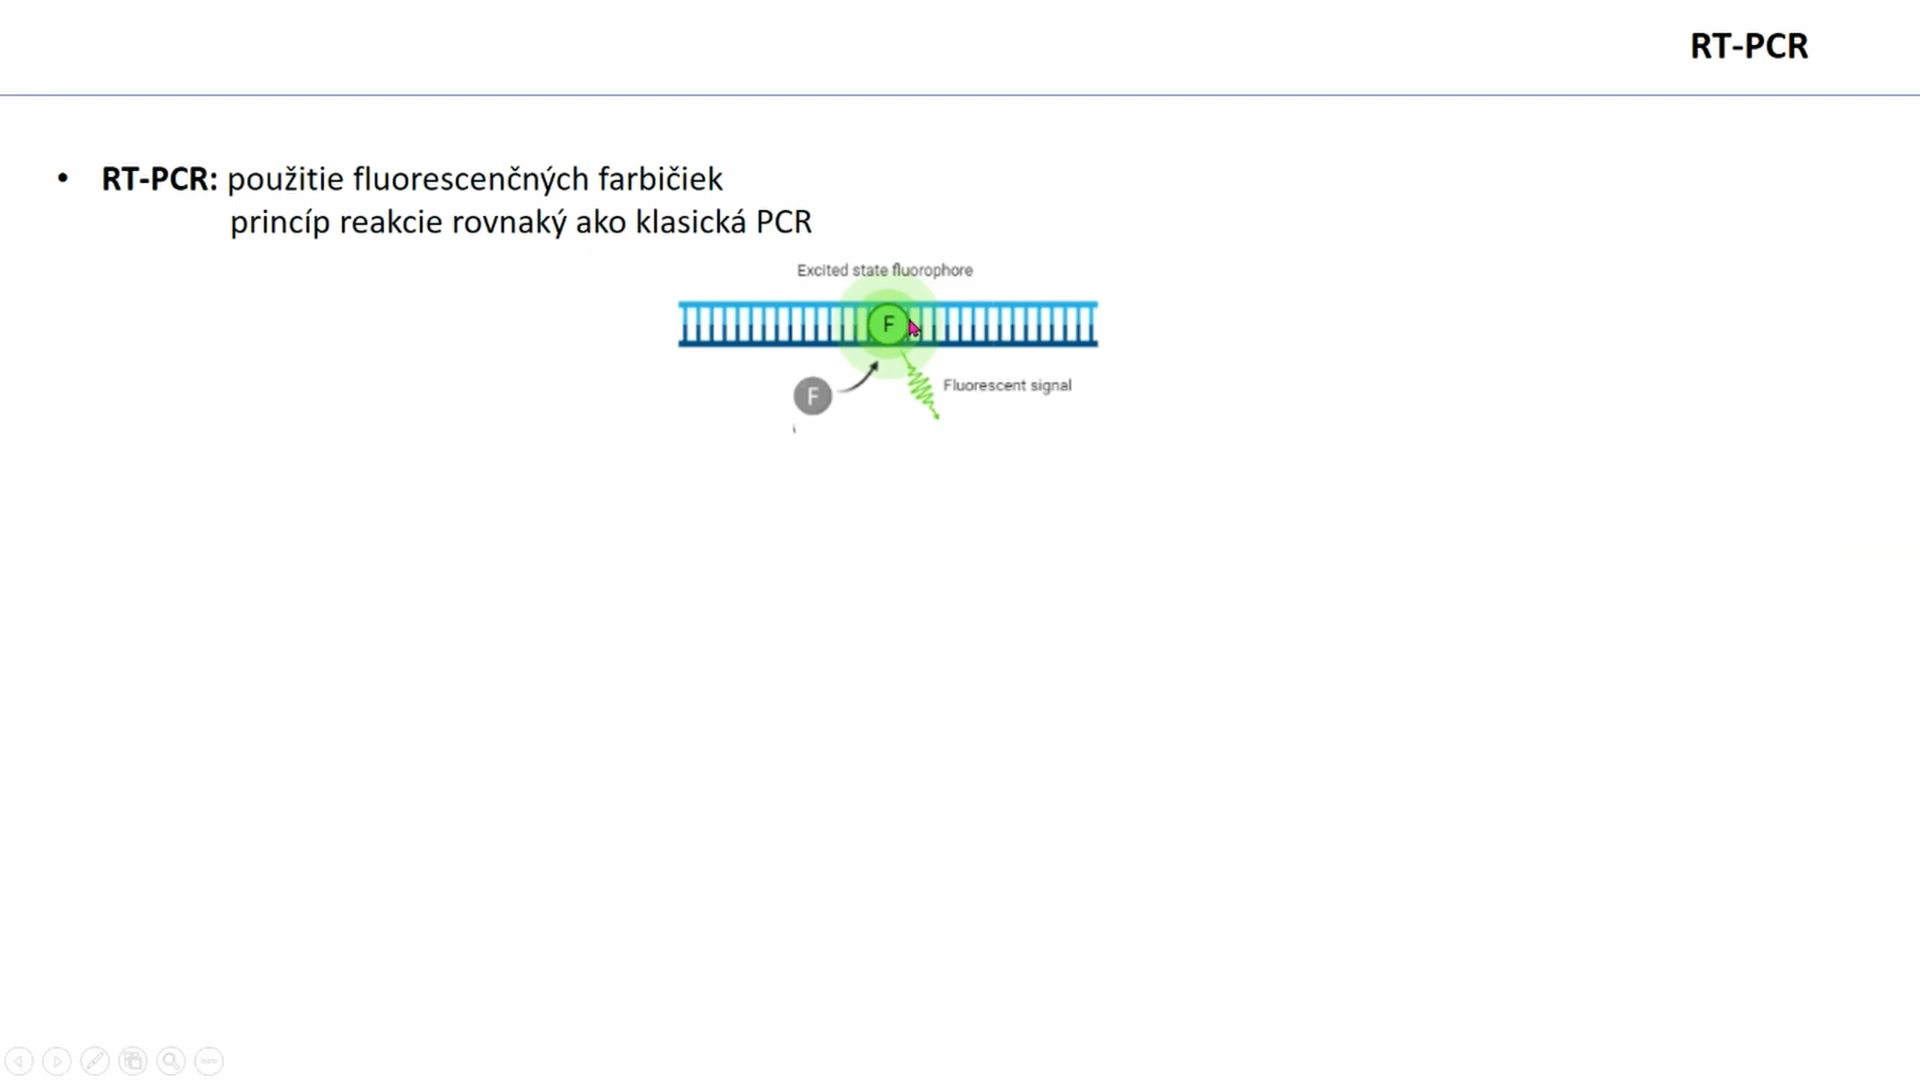 RT-PCR
• RT-PCR: použitie fluorescenčných farbičiek
princíp reakcie rovnaký ako klasická PCR
Excited state fluorophore
F
F
Fluorescent signal